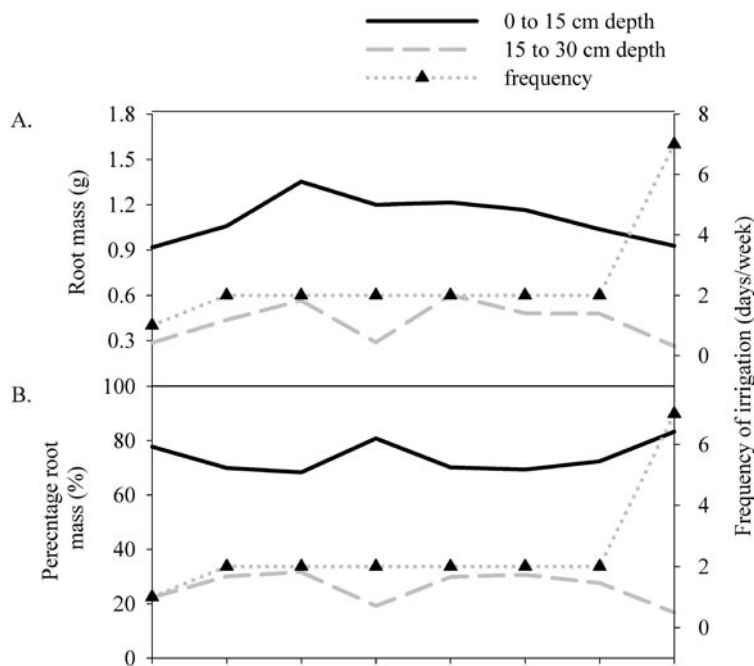 0 to 15 cm depth
15 to 30 cm depth
frequency
A.
Root mass (g)
1.8
1.5
1.2
0.9
0.6
0.3
8
6
4
2
0
Frequency of irrigation (days/week)
B.
Perecntage root
mass (%)
100
80
60
40
20
0
6
4
2
0